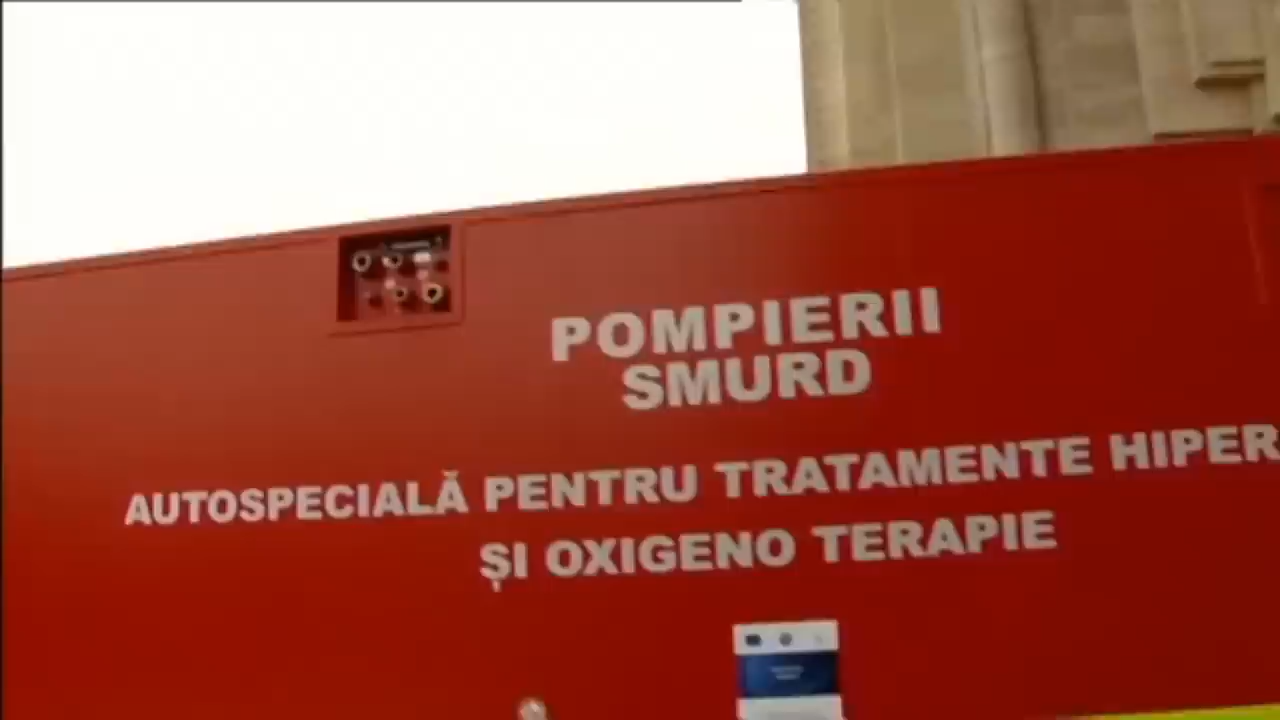 POMPIERII
SMURD
AUTOSPECIALĂ PENTRU TRATAMENTE HIPER
ȘI OXIGENO TERAPIE